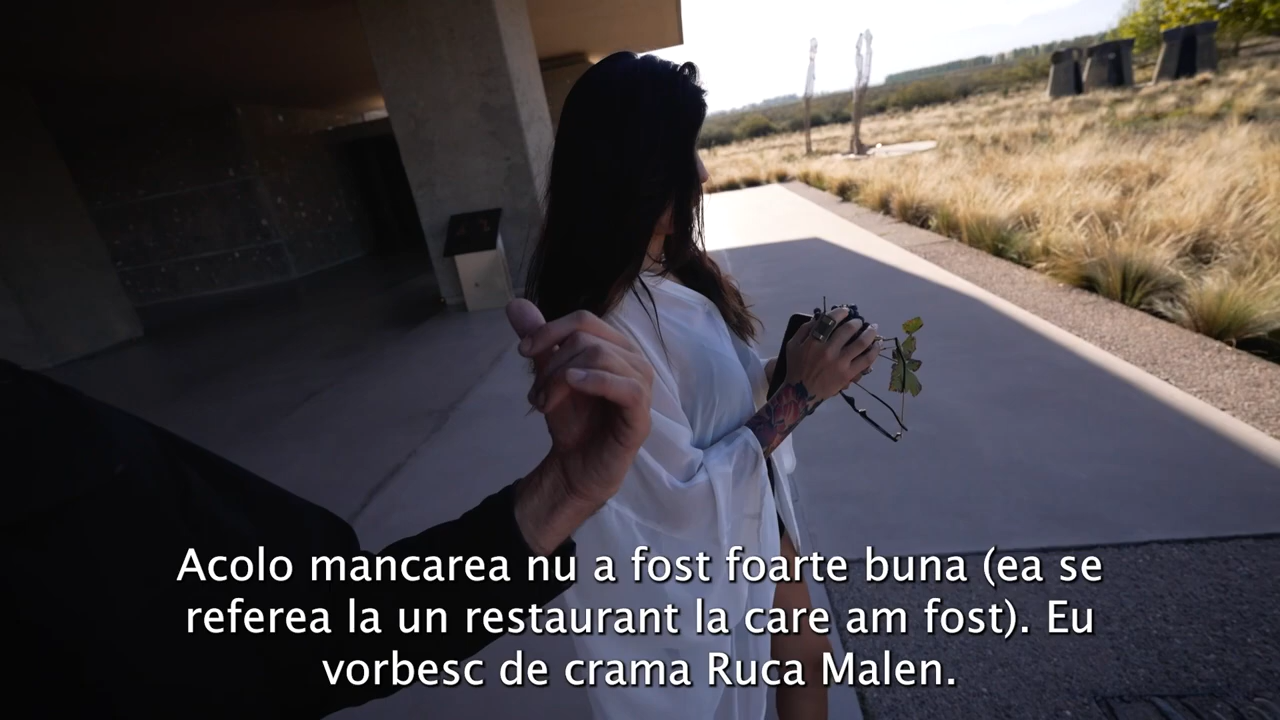 Acolo mancarea nu a fost foarte buna (ea se
referea la un restaurant la care am fost). Eu
vorbesc de crama Ruca Malen.